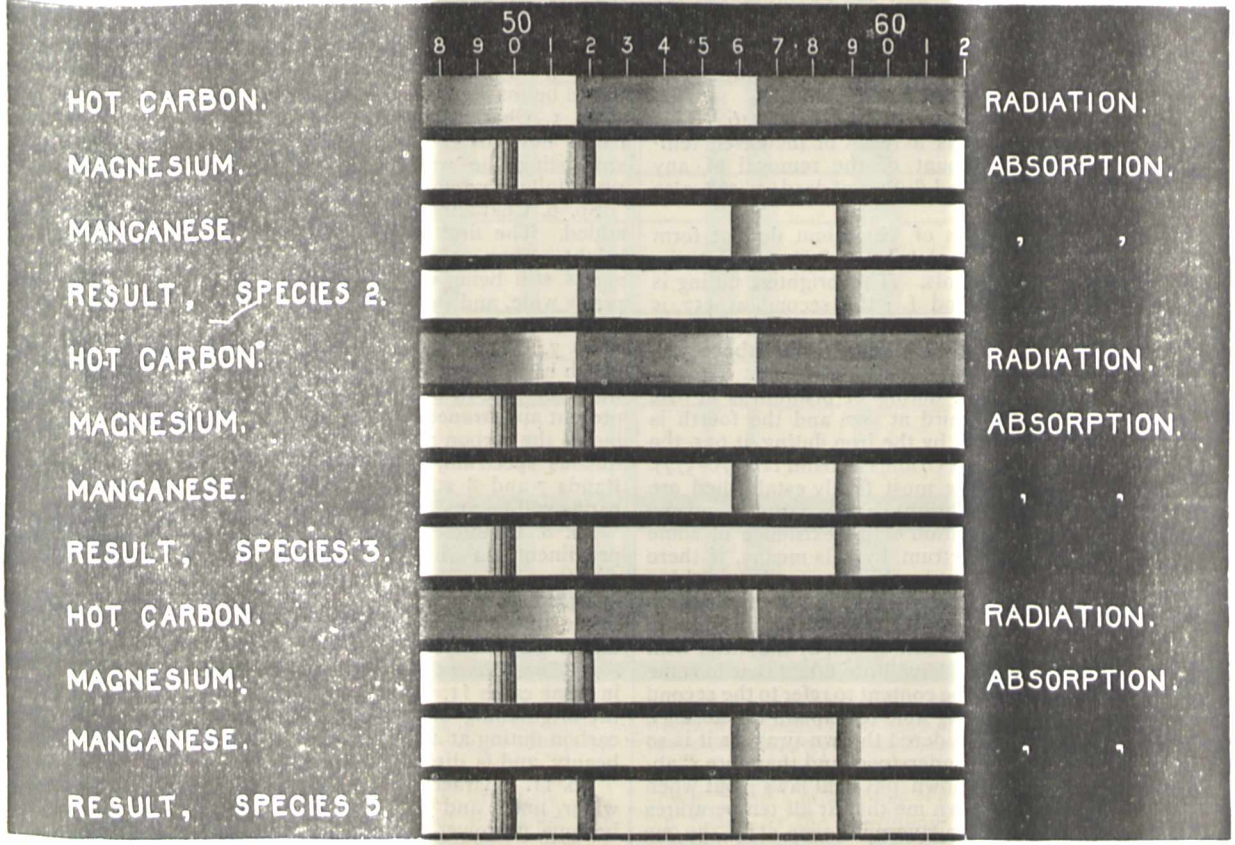 50 60
8 9 0 1 2 3 4 5 6 7 8 9 0 1 2
HOT CARBON. RADIATION.
MAGNESIUM. ABSORPTION.
MANGANESE. , ,
RESULT, SPECIES 2.
HOT CARBON. RADIATION.
MAGNESIUM. ABSORPTION.
MANGANESE. , ,
RESULT, SPECIES 3.
HOT CARBON. RADIATION.
MAGNESIUM. ABSORPTION.
MANGANESE. , ,
RESULT, SPECIES 5.